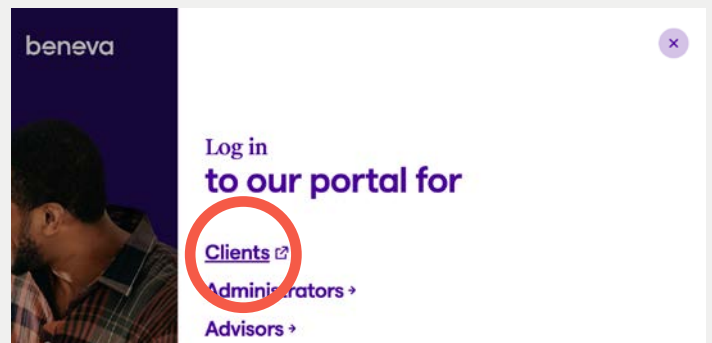 beneva
Log in
to our portal for
Clients
Administrators
Advisors